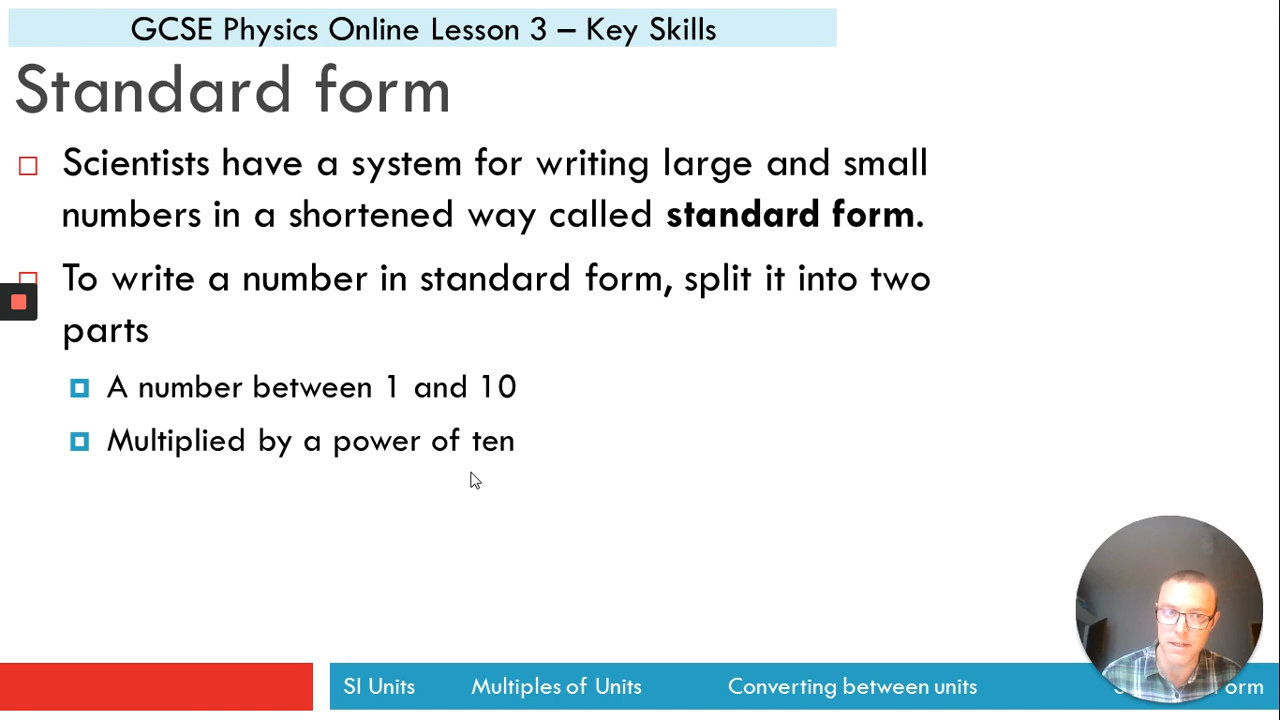 GCSE Physics Online Lesson 3 – Key Skills
Standard form
Scientists have a system for writing large and small
numbers in a shortened way called standard form.
To write a number in standard form, split it into two
parts
A number between 1 and 10
Multiplied by a power of ten
SI Units
Multiples of Units
Converting between units